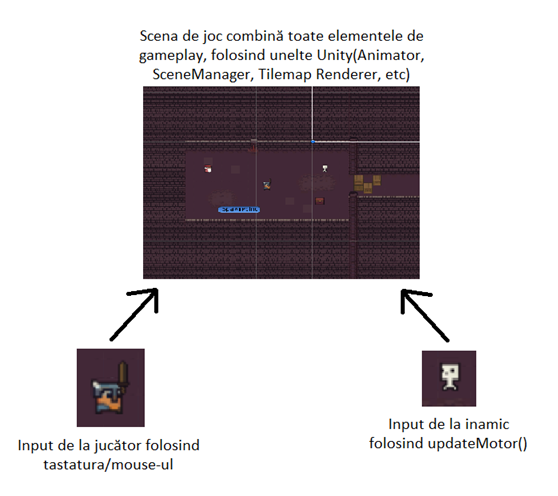 Scena de joc combină toate elementele de
gameplay, folosind unelte Unity(Animator,
SceneManager, Tilemap Renderer, etc)
Input de la jucător folosind
tastatura/mouse-ul
Input de la inamic
folosind updateMotor()